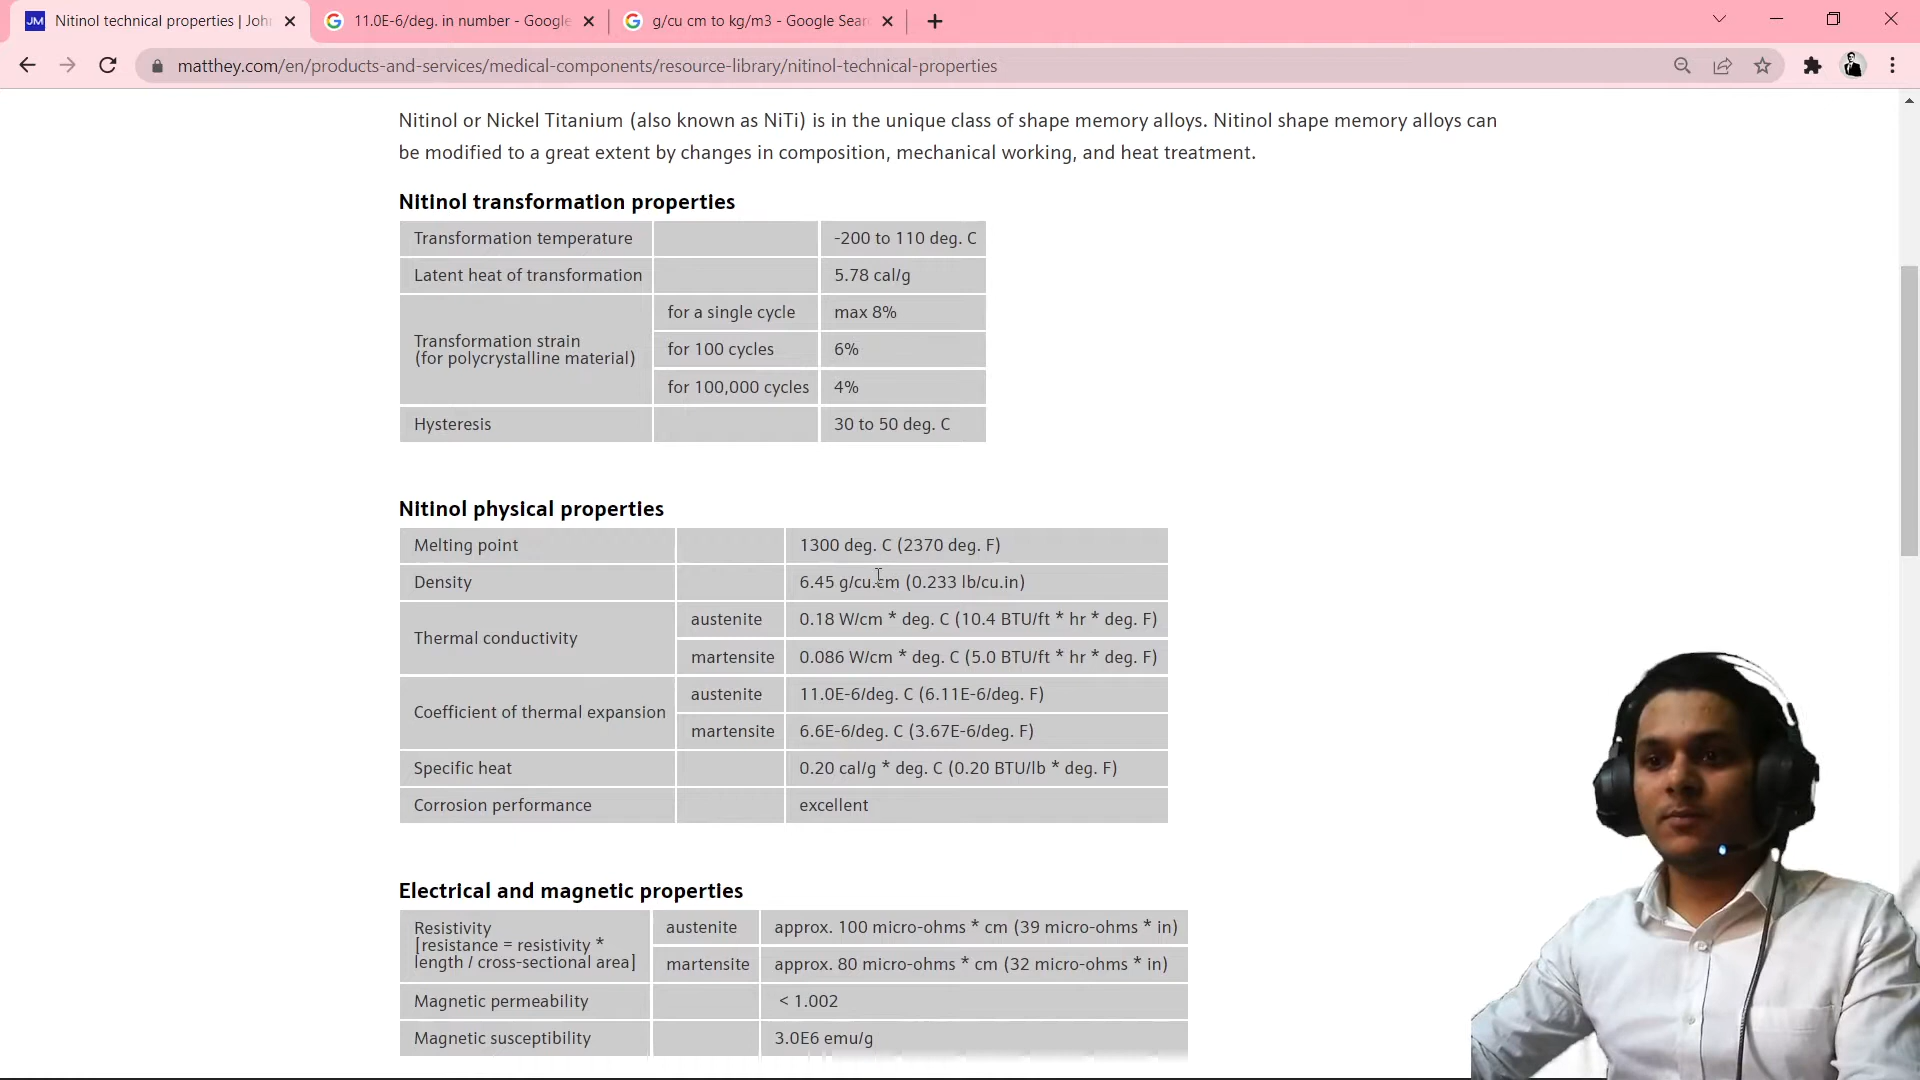 Nitinol technical properties | Joh
11.0E-6/deg. in number - Google
g/cu cm to kg/m3 - Google Sear
matthey.com/en/products-and-services/medical-components/resource-library/nitinol-technical-properties
Nitinol or Nickel Titanium (also known as NiTi) is in the unique class of shape memory alloys. Nitinol shape memory alloys can
be modified to a great extent by changes in composition, mechanical working, and heat treatment.
Nitinol transformation properties
Transformation temperature -200 to 110 deg. C
Latent heat of transformation 5.78 cal/g
Transformation strain
(for polycrystalline material)
for a single cycle max 8%
for 100 cycles 6%
for 100,000 cycles 4%
Hysteresis 30 to 50 deg. C
Nitinol physical properties
Melting point 1300 deg. C (2370 deg. F)
Density 6.45 g/cu.cm (0.233 lb/cu.in)
Thermal conductivity
austenite 0.18 W/cm * deg. C (10.4 BTU/ft * hr * deg. F)
martensite 0.086 W/cm * deg. C (5.0 BTU/ft * hr * deg. F)
Coefficient of thermal expansion
austenite 11.0E-6/deg. C (6.11E-6/deg. F)
martensite 6.6E-6/deg. C (3.67E-6/deg. F)
Specific heat 0.20 cal/g * deg. C (0.20 BTU/lb * deg. F)
Corrosion performance excellent
Electrical and magnetic properties
Resistivity
[resistance = resistivity *
length / cross-sectional area]
austenite approx. 100 micro-ohms * cm (39 micro-ohms * in)
martensite approx. 80 micro-ohms * cm (32 micro-ohms * in)
Magnetic permeability < 1.002
Magnetic susceptibility 3.0E6 emu/g